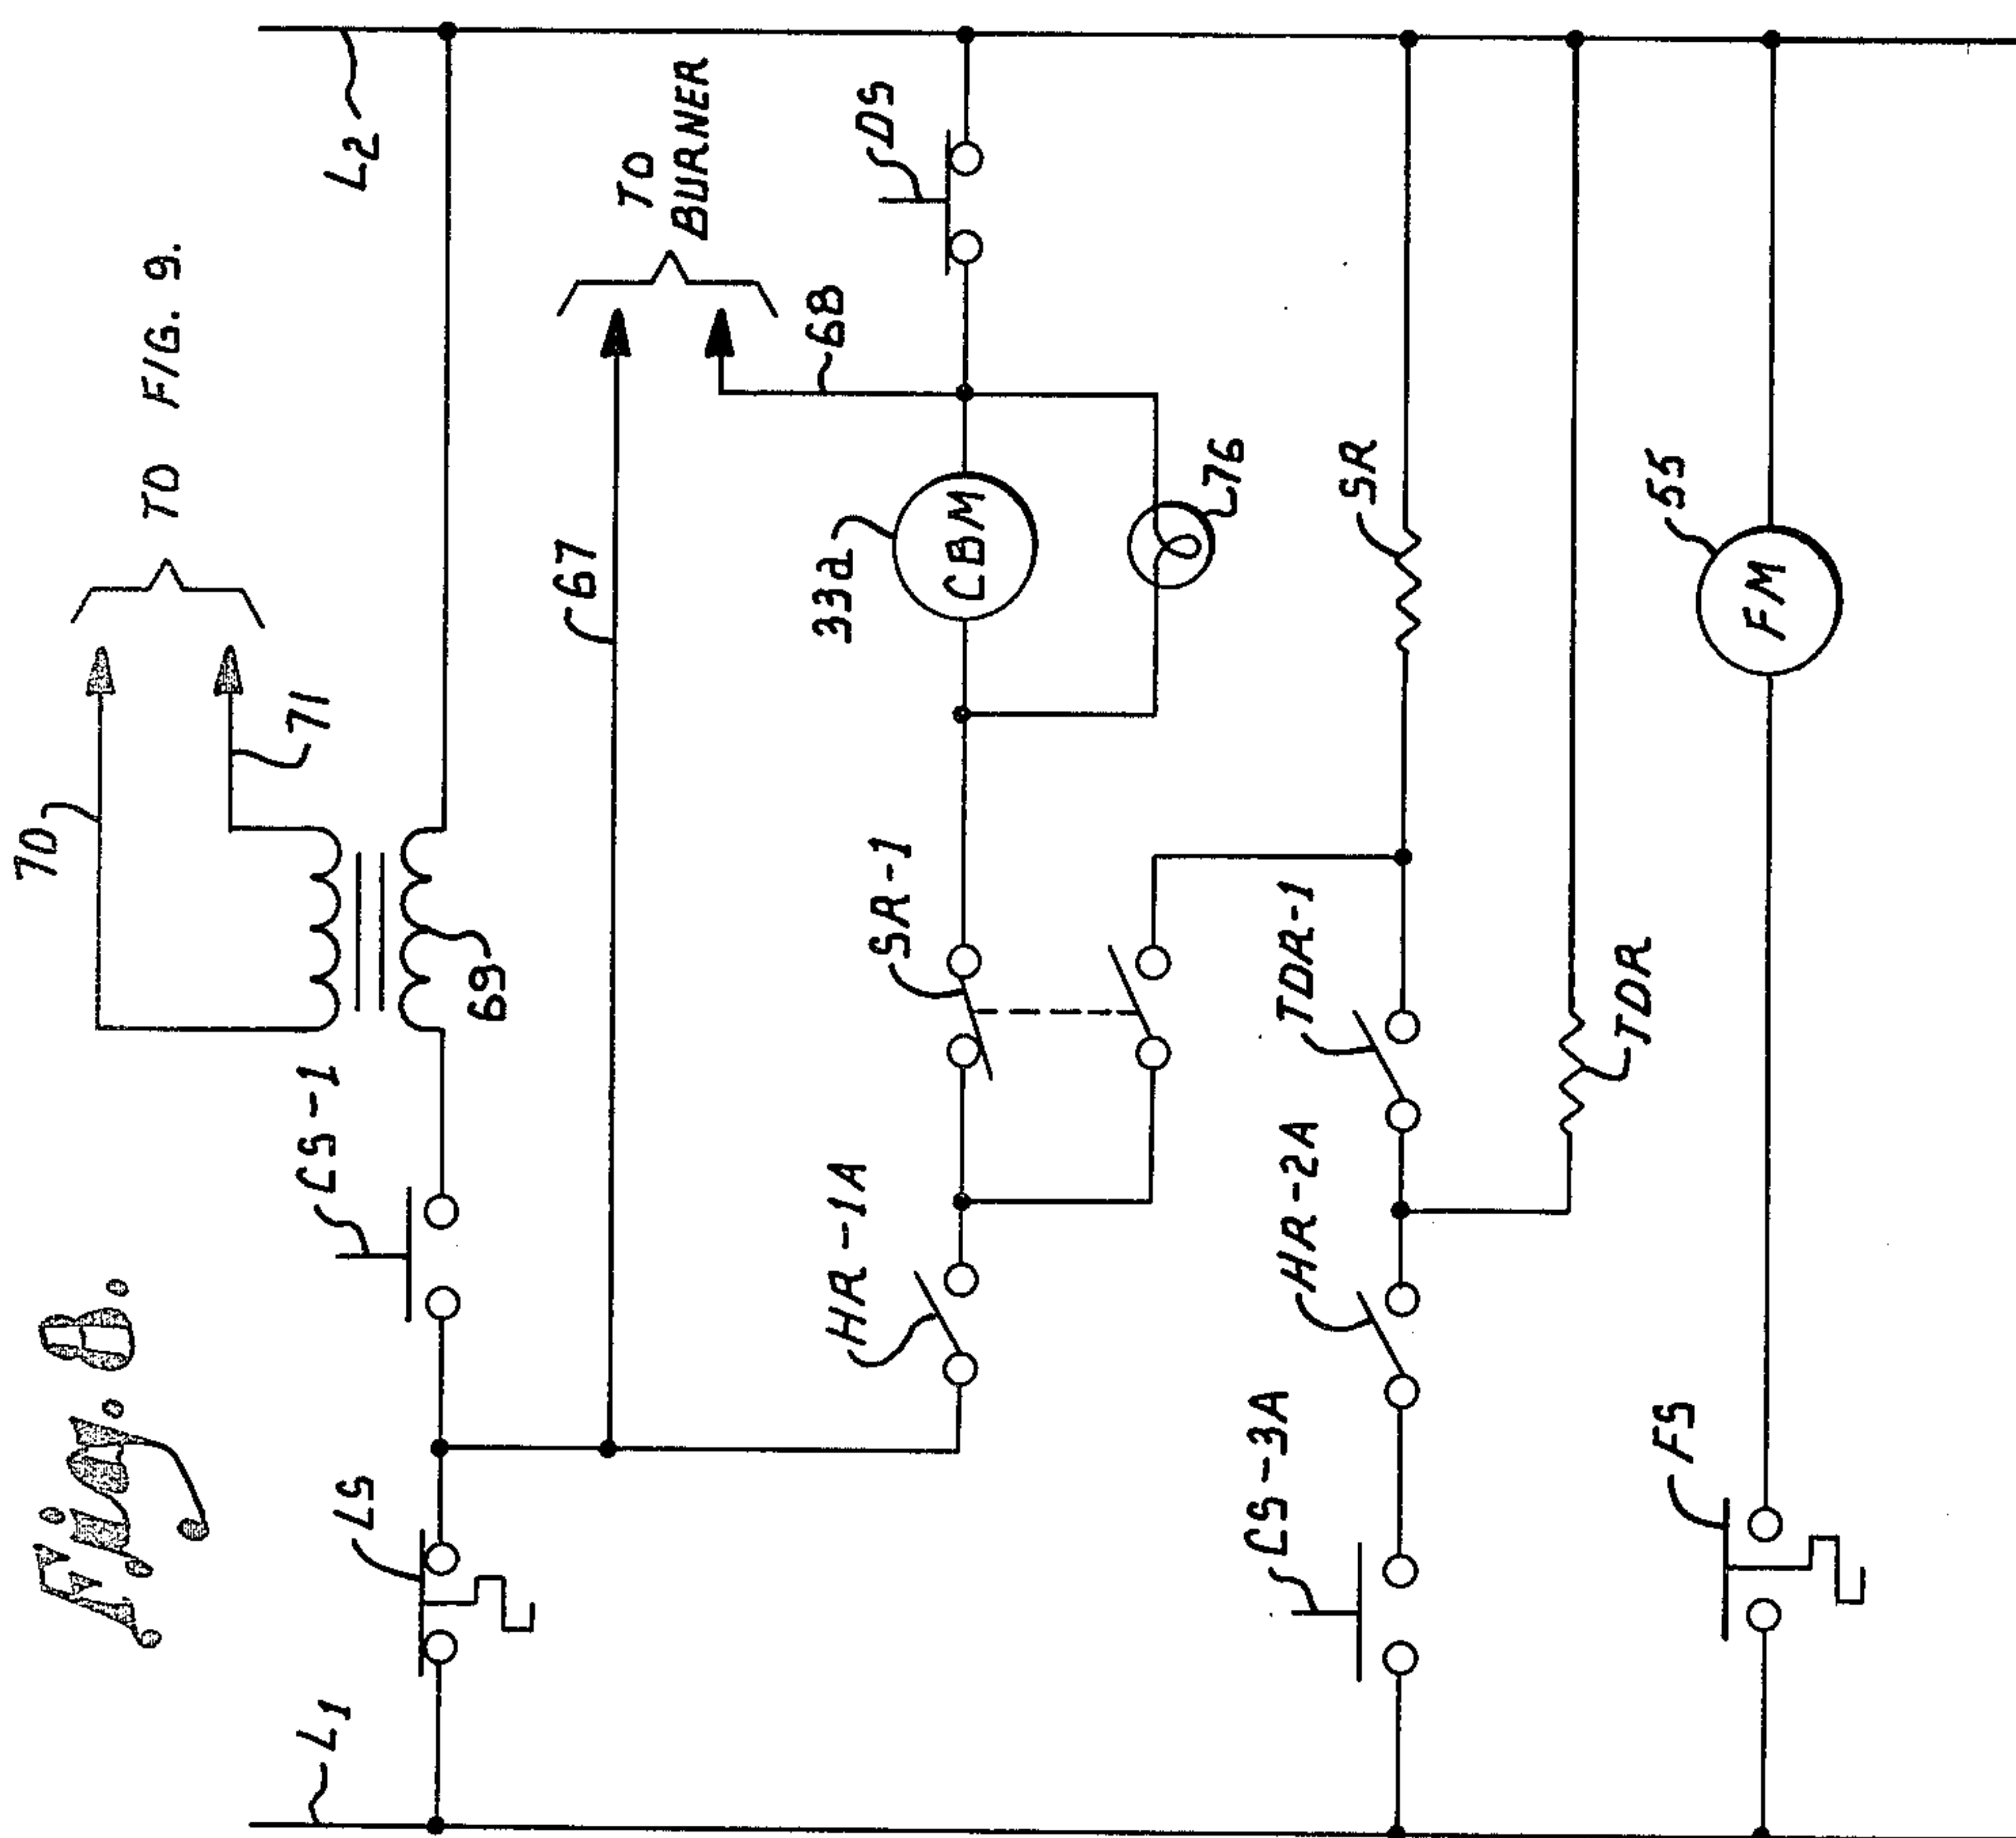 70
Fig. 8.
TO FIG. 9.
71
L1
CS-1
L2
LS
69
67
TO
BURNER
68
33a
HR-1A
DS
SR-1
CBM
76
CS-3A
HR-2A
TDR-1
SR
TDR
FS
55
FM